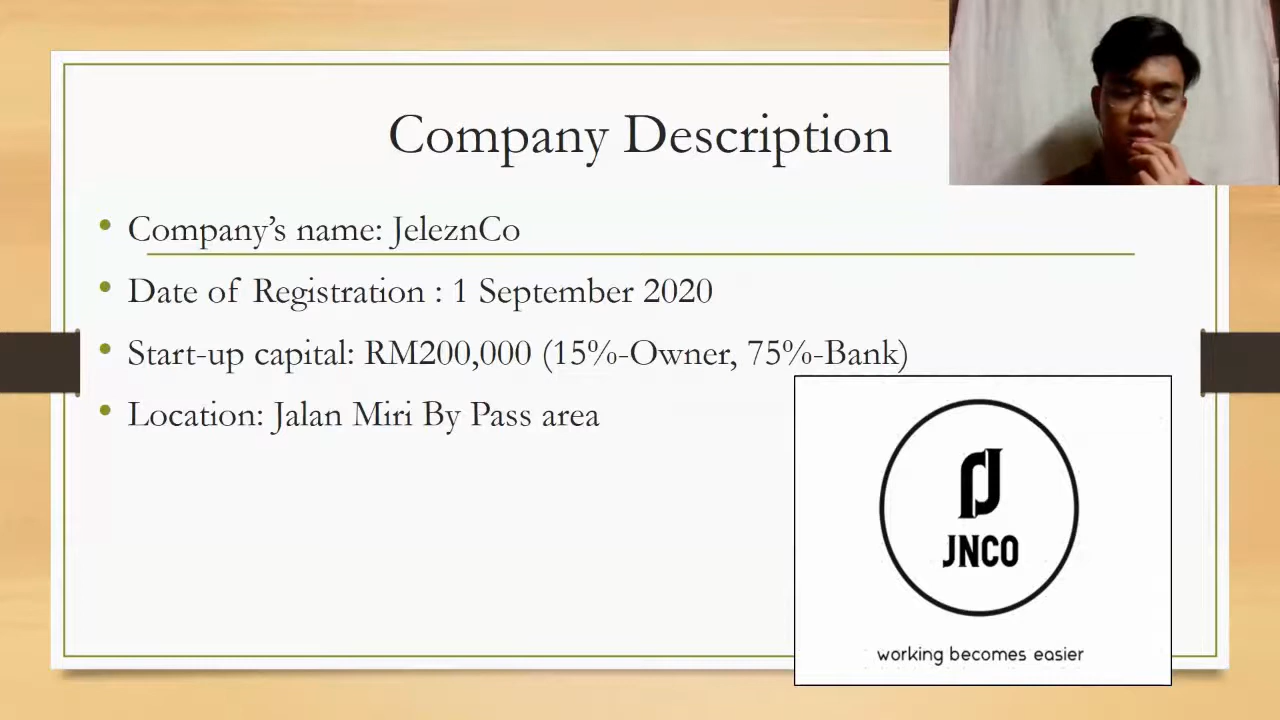 Company Description
Company’s name: JeleznCo
Date of Registration : 1 September 2020
Start-up capital: RM200,000 (15%-Owner, 75%-Bank)
Location: Jalan Miri By Pass area
JNCO
working becomes easier